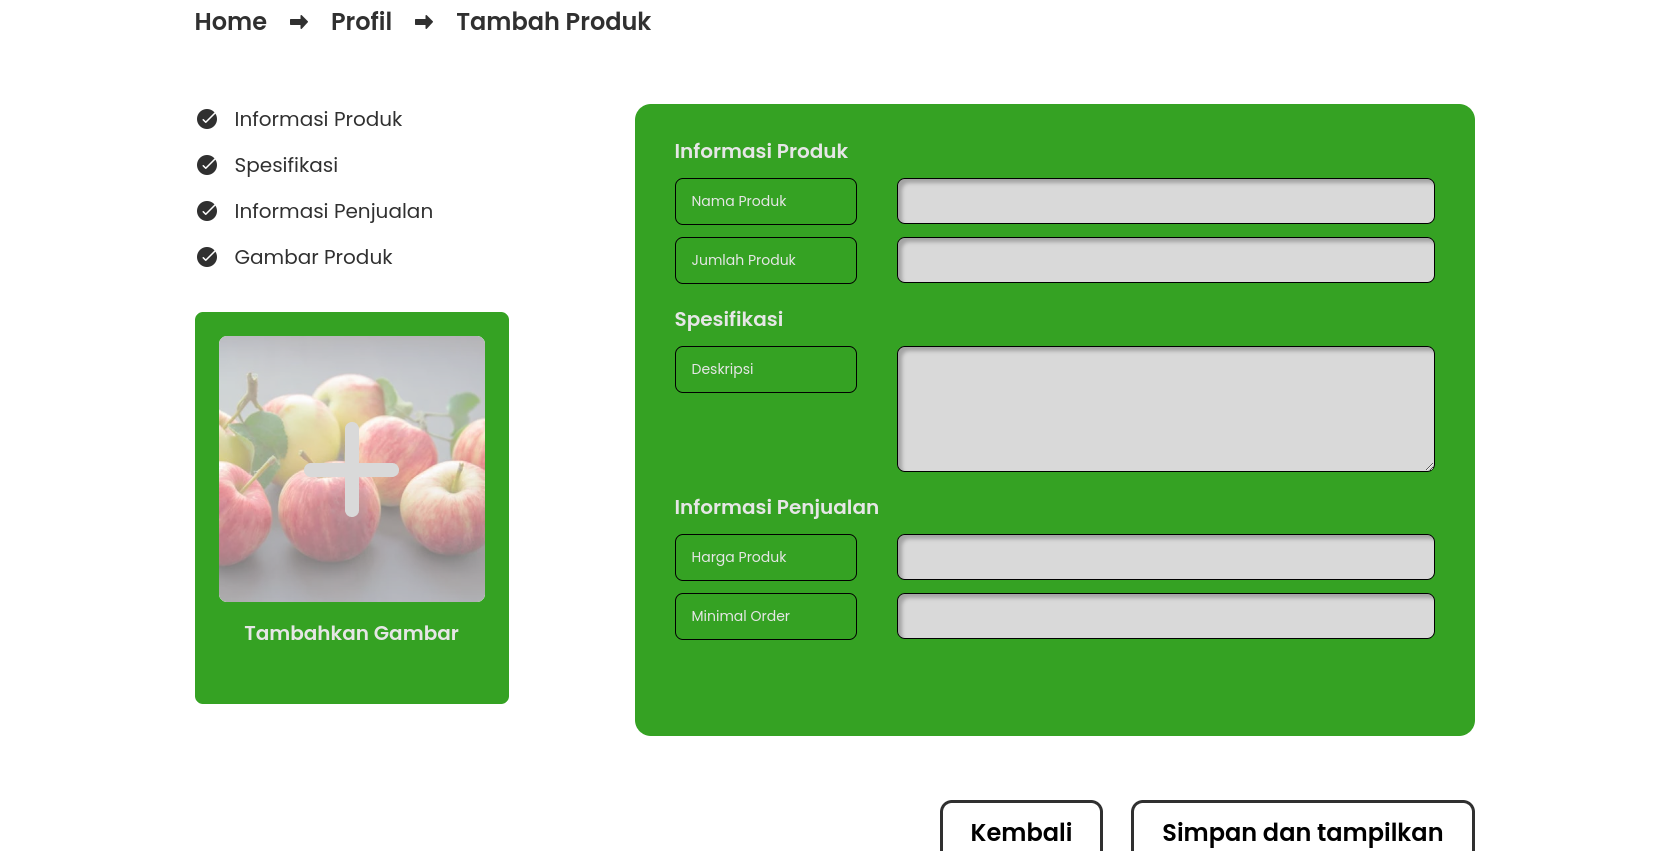 Home Profil Tambah Produk
Informasi Produk
Spesifikasi
Informasi Penjualan
Gambar Produk
Tambahkan Gambar
Informasi Produk
Nama Produk
Jumlah Produk
Spesifikasi
Deskripsi
Informasi Penjualan
Harga Produk
Minimal Order
Kembali
Simpan dan tampilkan